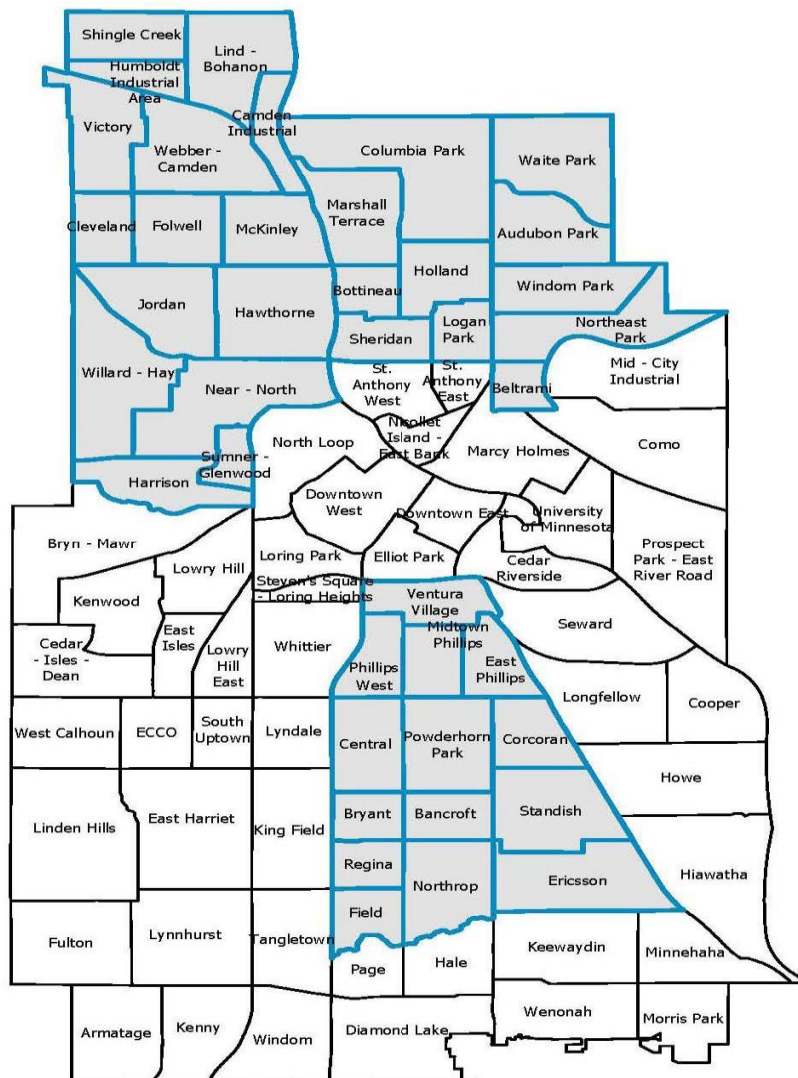 Shingle Creek
Lind -
Bohanon
Humboldt
Industrial
Area
Camden
Industrial
Victory
Webber -
Camden
Columbia Park
Waite Park
Marshall
Terrace
Cleveland
Folwell
McKinley
Audubon Park
Holland
Bottineau
Windom Park
Jordan
Hawthorne
Logan
Park
Northeast
Park
Sheridan
Mid - City
Industrial
Willard - Hay
Near - North
St.
Anthony
West
St.
Anthony
East
Beltrami
Nicollet
Island -
East Bank
North Loop
Marcy Holmes
Como
Sumner -
Glenwood
Harrison
Downtown
West
Downtown East
University
of Minnesota
Bryn - Mawr
Loring Park
Elliot Park
Cedar
Riverside
Prospect
Park - East
River Road
Lowry Hill
Steven's Square
- Loring Heights
Ventura
Village
Kenwood
Seward
Cedar
- Isles -
Dean
East
Isles
Lowry
Hill
East
Whittier
Midtown
Phillips
Phillips
West
East
Phillips
Longfellow
Cooper
West Calhoun
ECCO
South
Uptown
Lyndale
Central
Powderhorn
Park
Corcoran
Howe
Linden Hills
East Harriet
King Field
Bryant
Bancroft
Standish
Regina
Northrop
Ericsson
Hiawatha
Field
Fulton
Lynnhurst
Tangletown
Page
Hale
Keewaydin
Minnehaha
Armatage
Kenny
Windom
Diamond Lake
Wenonah
Morris Park